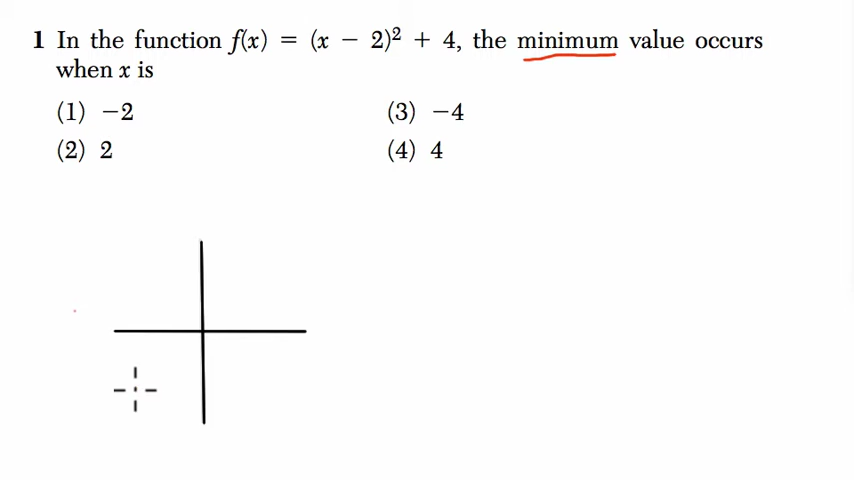 1 In the function f(x) = (x − 2)² + 4, the minimum value occurs
when x is
(1) −2 (3) −4
(2) 2 (4) 4